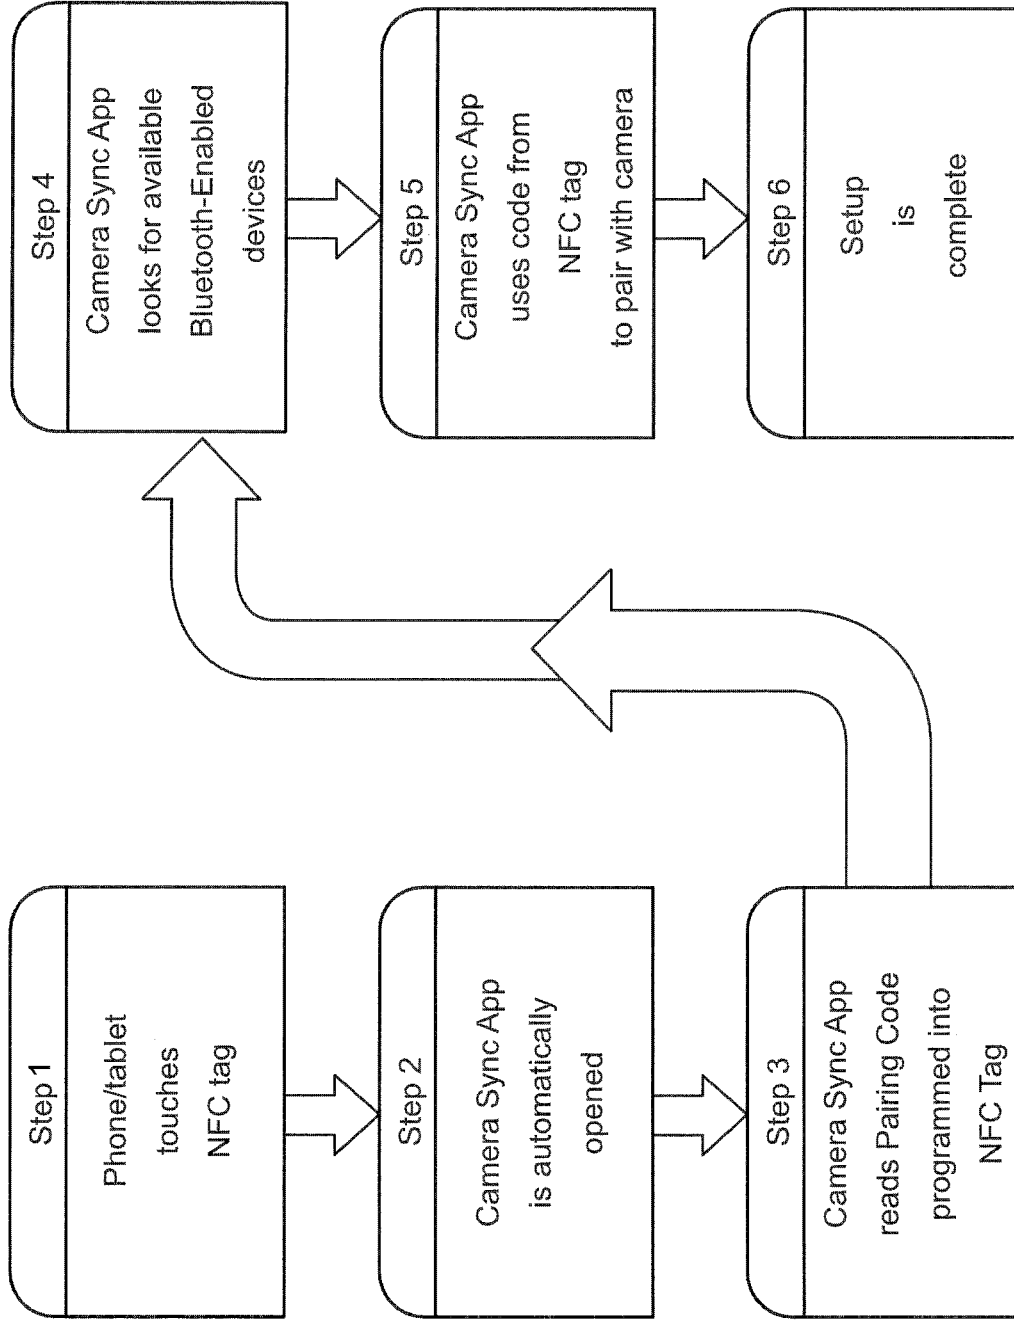 Step 1
Phone/tablet
touches
NFC tag
Step 2
Camera Sync App
is automatically
opened
Step 3
Camera Sync App
reads Pairing Code
programmed into
NFC Tag
Step 4
Camera Sync App
looks for available
Bluetooth-Enabled
devices
Step 5
Camera Sync App
uses code from
NFC tag
to pair with camera
Step 6
Setup
is
complete